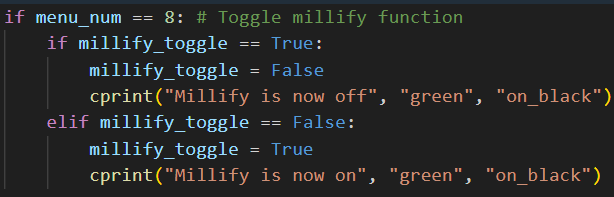 if menu_num == 8: # Toggle millify function
    if millify_toggle == True:
        millify_toggle = False
        cprint("Millify is now off", "green", "on_black")
    elif millify_toggle == False:
        millify_toggle = True
        cprint("Millify is now on", "green", "on_black")